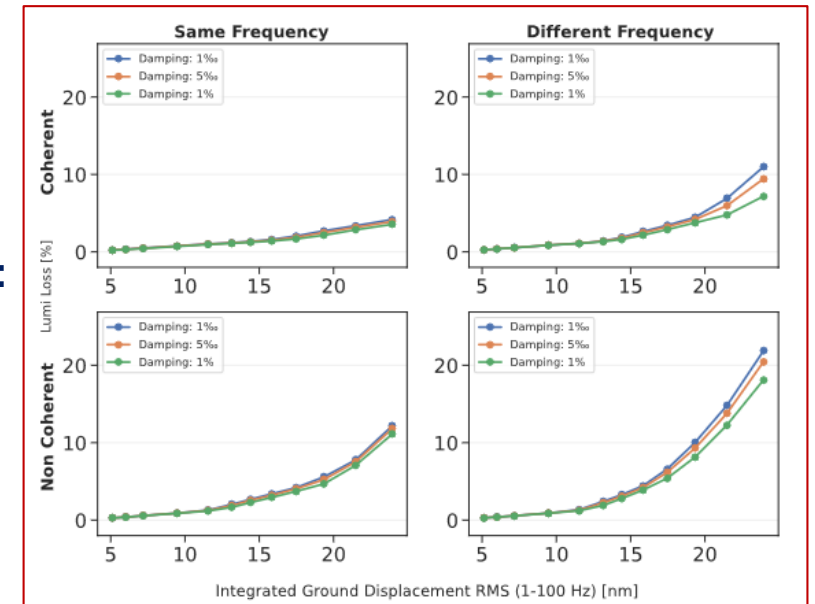 Same Frequency
Different Frequency
Damping: 1‰
Damping: 5‰
Damping: 1%
Damping: 1‰
Damping: 5‰
Damping: 1%
Coherent
20
10
0
20
10
0
5 10 15 20
5 10 15 20
Lumi Loss [%]
:
Damping: 1‰
Damping: 5‰
Damping: 1%
Damping: 1‰
Damping: 5‰
Damping: 1%
Non Coherent
20
10
0
20
10
0
5 10 15 20
5 10 15 20
Integrated Ground Displacement RMS (1-100 Hz) [nm]